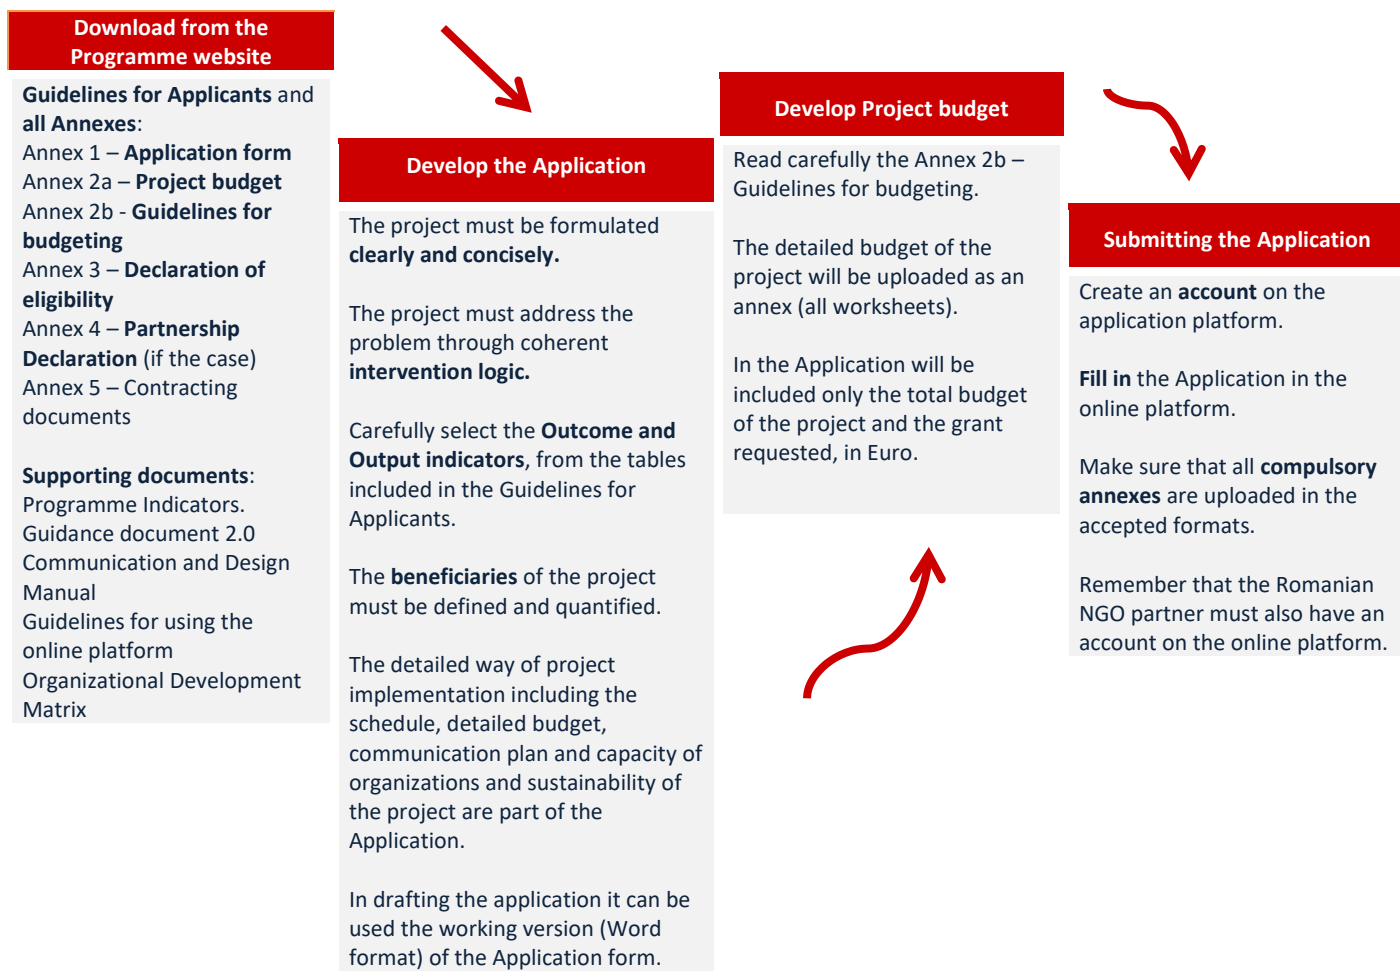 Download from the
Programme website
Guidelines for Applicants and
all Annexes:
Annex 1 – Application form
Annex 2a – Project budget
Annex 2b - Guidelines for
budgeting
Annex 3 – Declaration of
eligibility
Annex 4 – Partnership
Declaration (if the case)
Annex 5 – Contracting
documents
Supporting documents:
Programme Indicators.
Guidance document 2.0
Communication and Design
Manual
Guidelines for using the
online platform
Organizational Development
Matrix
Develop the Application
The project must be formulated
clearly and concisely.
The project must address the
problem through coherent
intervention logic.
Carefully select the Outcome and
Output indicators, from the tables
included in the Guidelines for
Applicants.
The beneficiaries of the project
must be defined and quantified.
The detailed way of project
implementation including the
schedule, detailed budget,
communication plan and capacity of
organizations and sustainability of
the project are part of the
Application.
In drafting the application it can be
used the working version (Word
format) of the Application form.
Develop Project budget
Read carefully the Annex 2b –
Guidelines for budgeting.
The detailed budget of the
project will be uploaded as an
annex (all worksheets).
In the Application will be
included only the total budget
of the project and the grant
requested, in Euro.
Submitting the Application
Create an account on the
application platform.
Fill in the Application in the
online platform.
Make sure that all compulsory
annexes are uploaded in the
accepted formats.
Remember that the Romanian
NGO partner must also have an
account on the online platform.